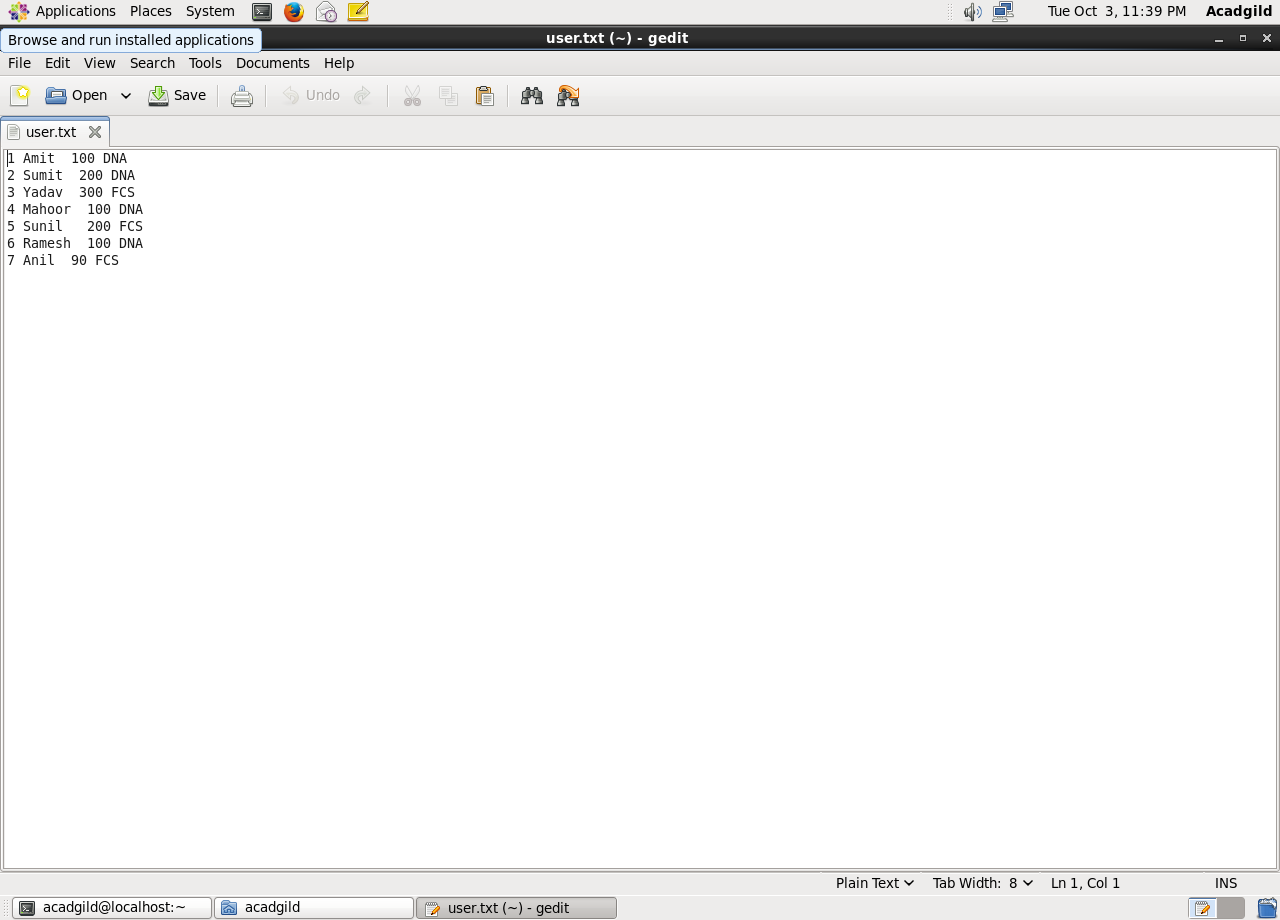 Applications Places System Tue Oct  3, 11:39 PM Acadgild
Browse and run installed applications
user.txt (~) - gedit
File Edit View Search Tools Documents Help
Open Save Undo
user.txt
1 Amit  100 DNA
2 Sumit  200 DNA
3 Yadav  300 FCS
4 Mahoor  100 DNA
5 Sunil   200 FCS
6 Ramesh  100 DNA
7 Anil  90 FCS
Plain Text Tab Width:  8 Ln 1, Col 1 INS
acadgild@localhost:~ acadgild user.txt (~) - gedit